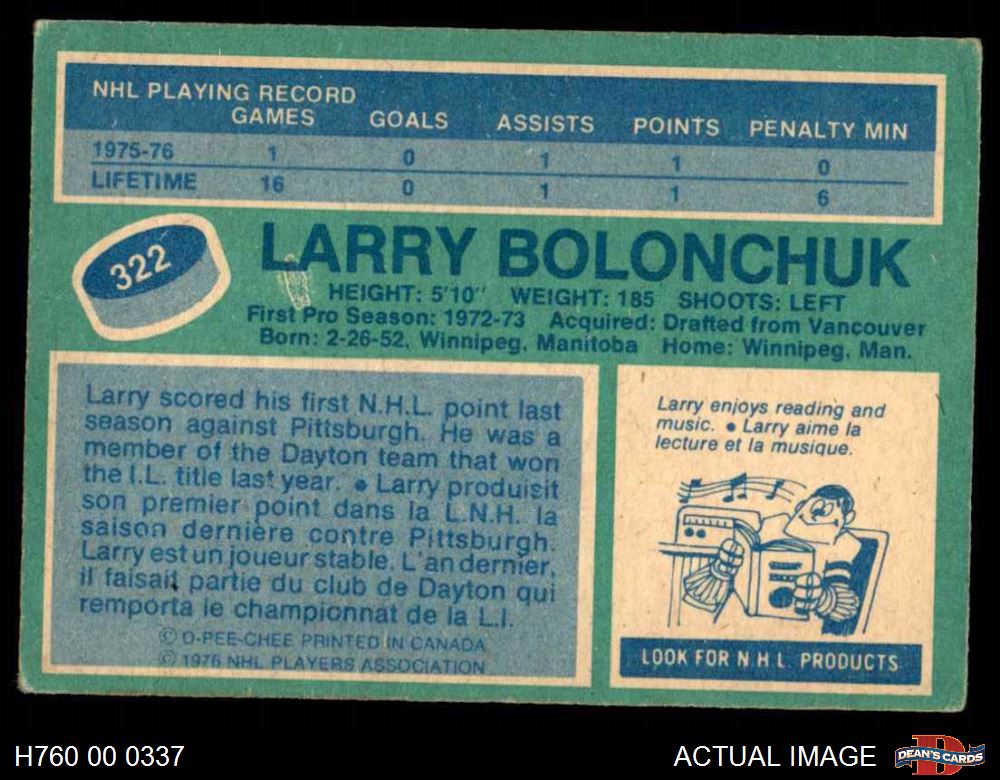 NHL PLAYING RECORD
GAMES GOALS ASSISTS POINTS PENALTY MIN
1975-76 1 0 1 1 0
LIFETIME 16 0 1 1 6
322
LARRY BOLONCHUK
HEIGHT: 5'10" WEIGHT: 185 SHOOTS: LEFT
First Pro Season: 1972-73 Acquired: Drafted from Vancouver
Born: 2-26-52, Winnipeg, Manitoba Home: Winnipeg, Man.
Larry scored his first N.H.L. point last
season against Pittsburgh. He was a
member of the Dayton team that won
the I.L. title last year. • Larry produisit
son premier point dans la L.N.H. la
saison dernière contre Pittsburgh.
Larry est un joueur stable. L'an dernier,
il faisait partie du club de Dayton qui
remporta le championnat de la L.I.
© O-PEE-CHEE PRINTED IN CANADA
© 1976 NHL PLAYERS ASSOCIATION
Larry enjoys reading and
music. • Larry aime la
lecture et la musique.
LOOK FOR N.H.L. PRODUCTS
H760 00 0337
ACTUAL IMAGE
DEAN'S CARDS